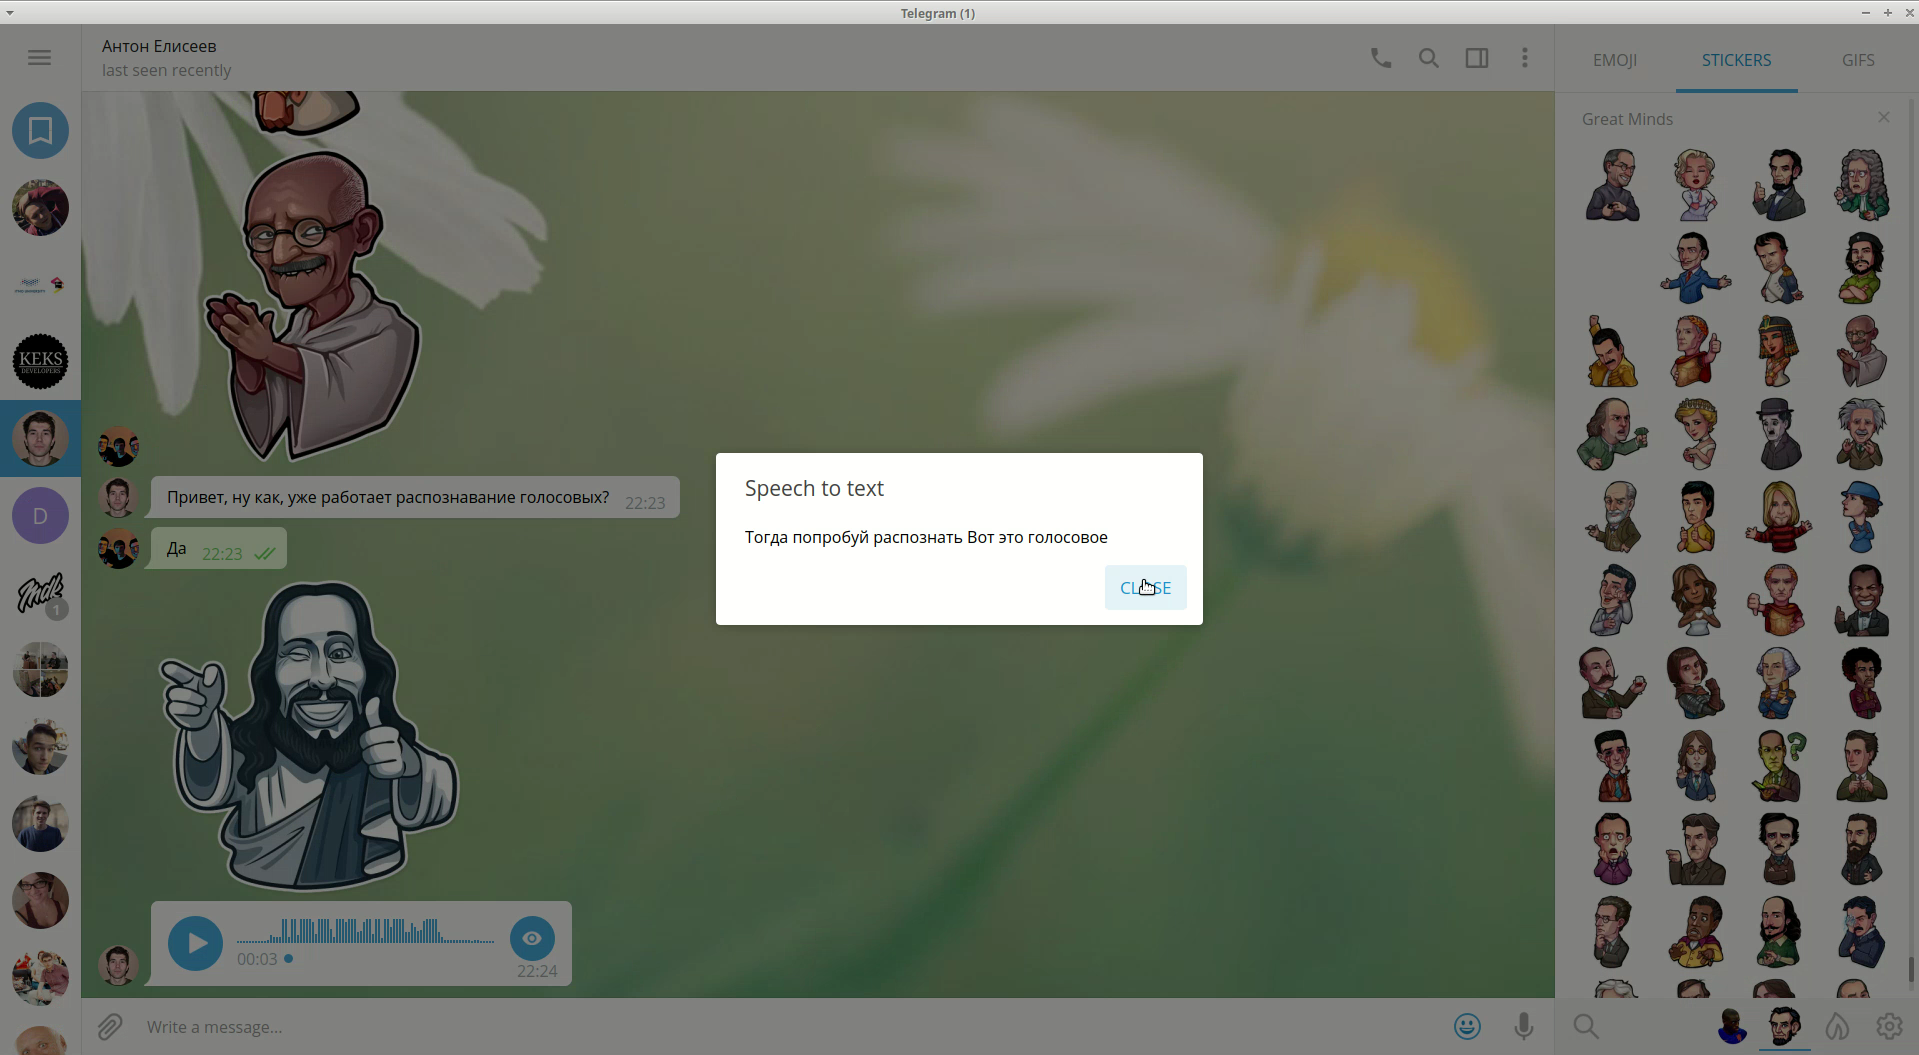 Telegram (1)
Антон Елисеев
last seen recently
EMOJI
STICKERS
GIFS
Great Minds
KEKS
DEVELOPERS
Привет, ну как, уже работает распознавание голосовых?
22:23
Да
22:23
D
Mdk
1
Speech to text
Тогда попробуй распознать Вот это голосовое
CLOSE
00:03
22:24
Write a message...